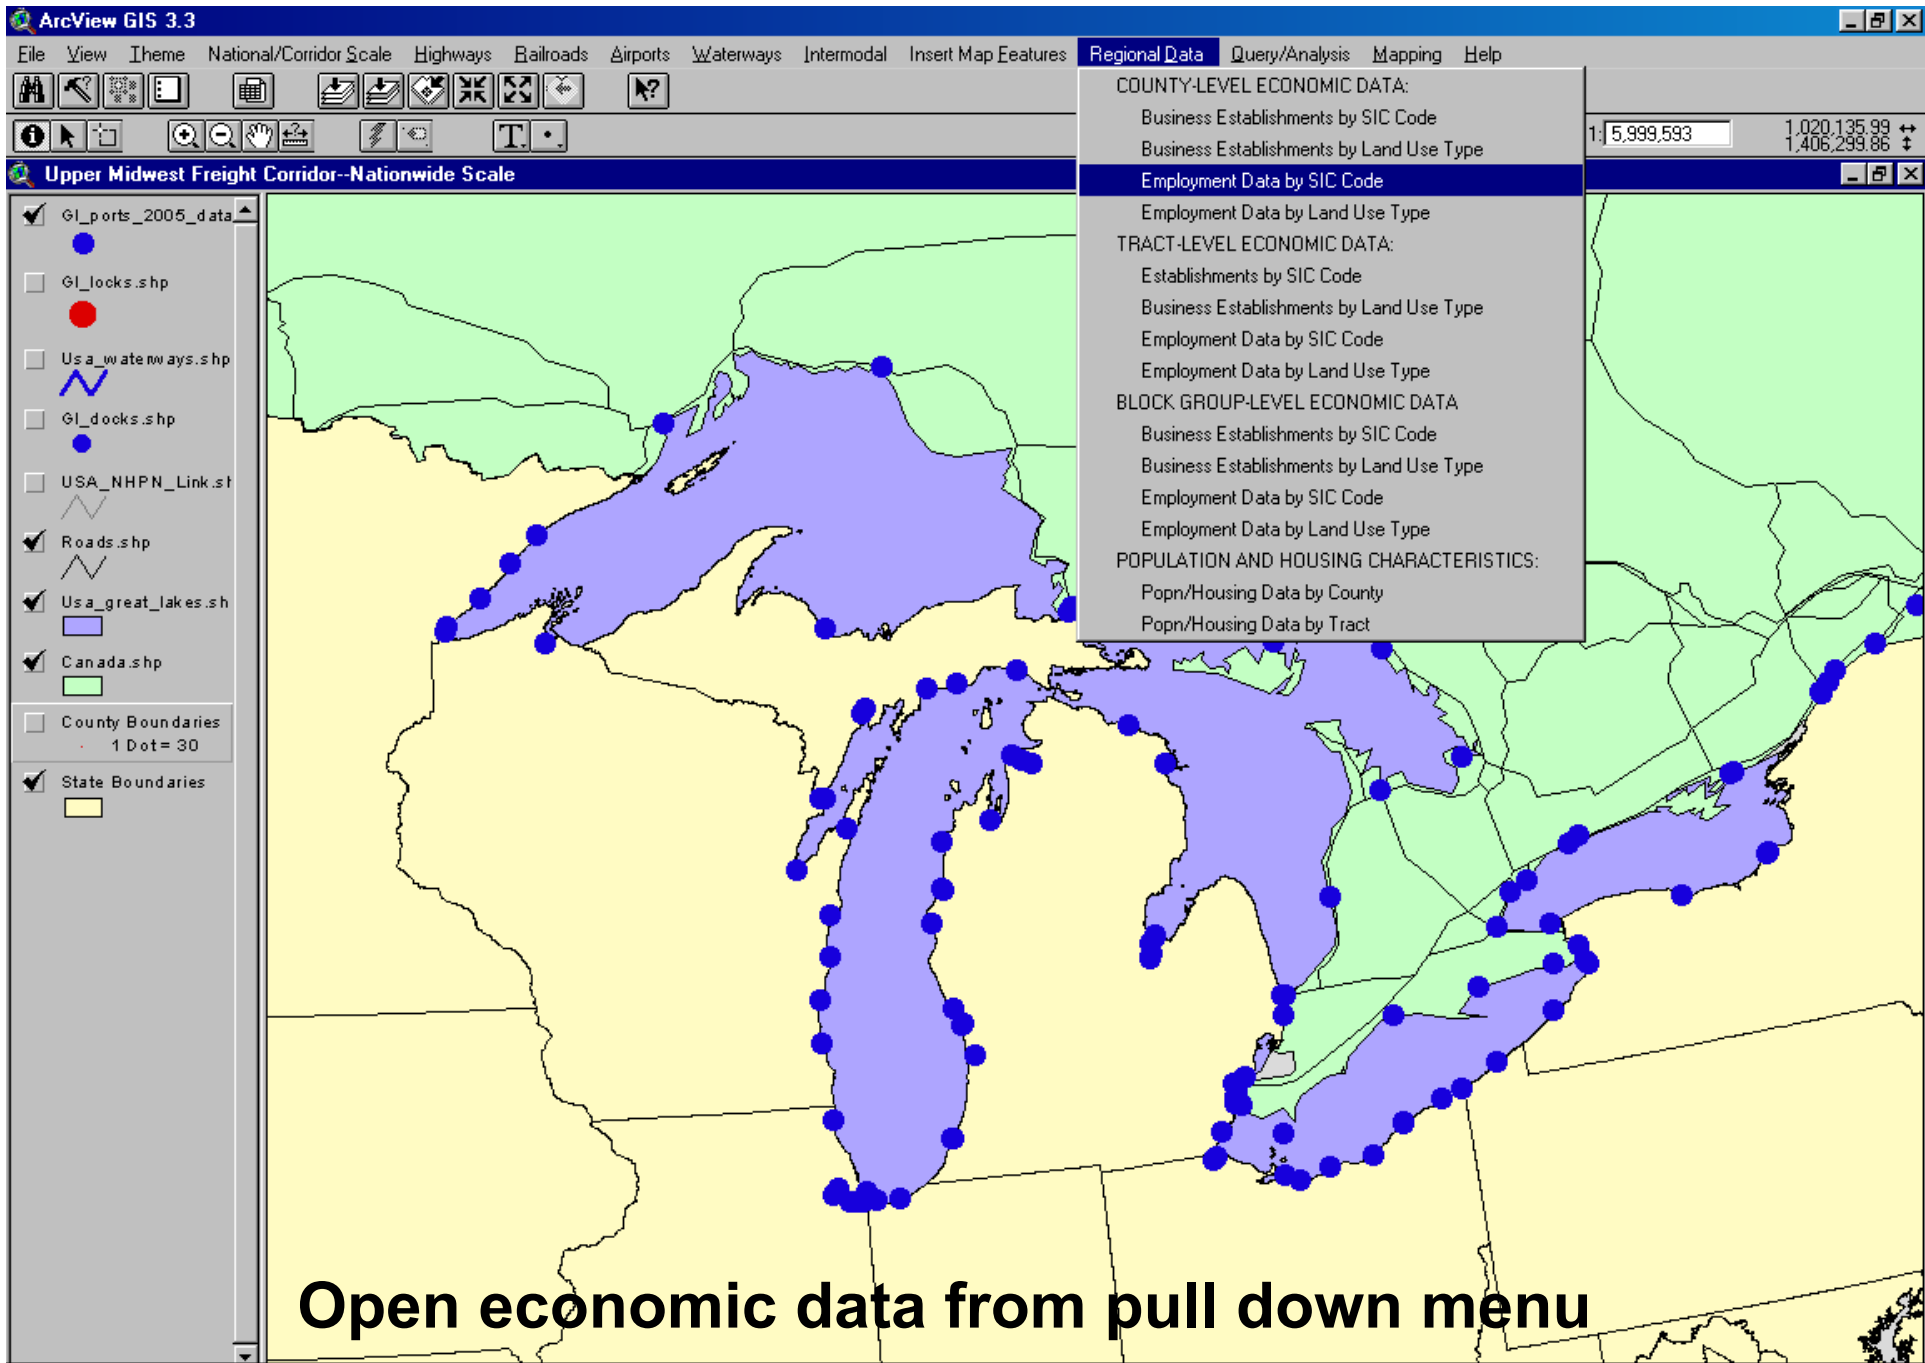 ArcView GIS 3.3
File View Theme National/Corridor Scale Highways Railroads Airports Waterways Intermodal Insert Map Features Regional Data Query/Analysis Mapping Help
COUNTY-LEVEL ECONOMIC DATA:
Business Establishments by SIC Code
Business Establishments by Land Use Type
Employment Data by SIC Code
Employment Data by Land Use Type
TRACT-LEVEL ECONOMIC DATA:
Establishments by SIC Code
Business Establishments by Land Use Type
Employment Data by SIC Code
Employment Data by Land Use Type
BLOCK GROUP-LEVEL ECONOMIC DATA
Business Establishments by SIC Code
Business Establishments by Land Use Type
Employment Data by SIC Code
Employment Data by Land Use Type
POPULATION AND HOUSING CHARACTERISTICS:
Popn/Housing Data by County
Popn/Housing Data by Tract
T
1: 5,999,593
1,020,135.99
1,406,299.86
Upper Midwest Freight Corridor--Nationwide Scale
Gl_ports_2005_data
Gl_locks.shp
Usa_waterways.shp
Gl_docks.shp
USA_NHPN_Link.sh
Roads.shp
Usa_great_lakes.sh
Canada.shp
County Boundaries
1 Dot = 30
State Boundaries
Open economic data from pull down menu